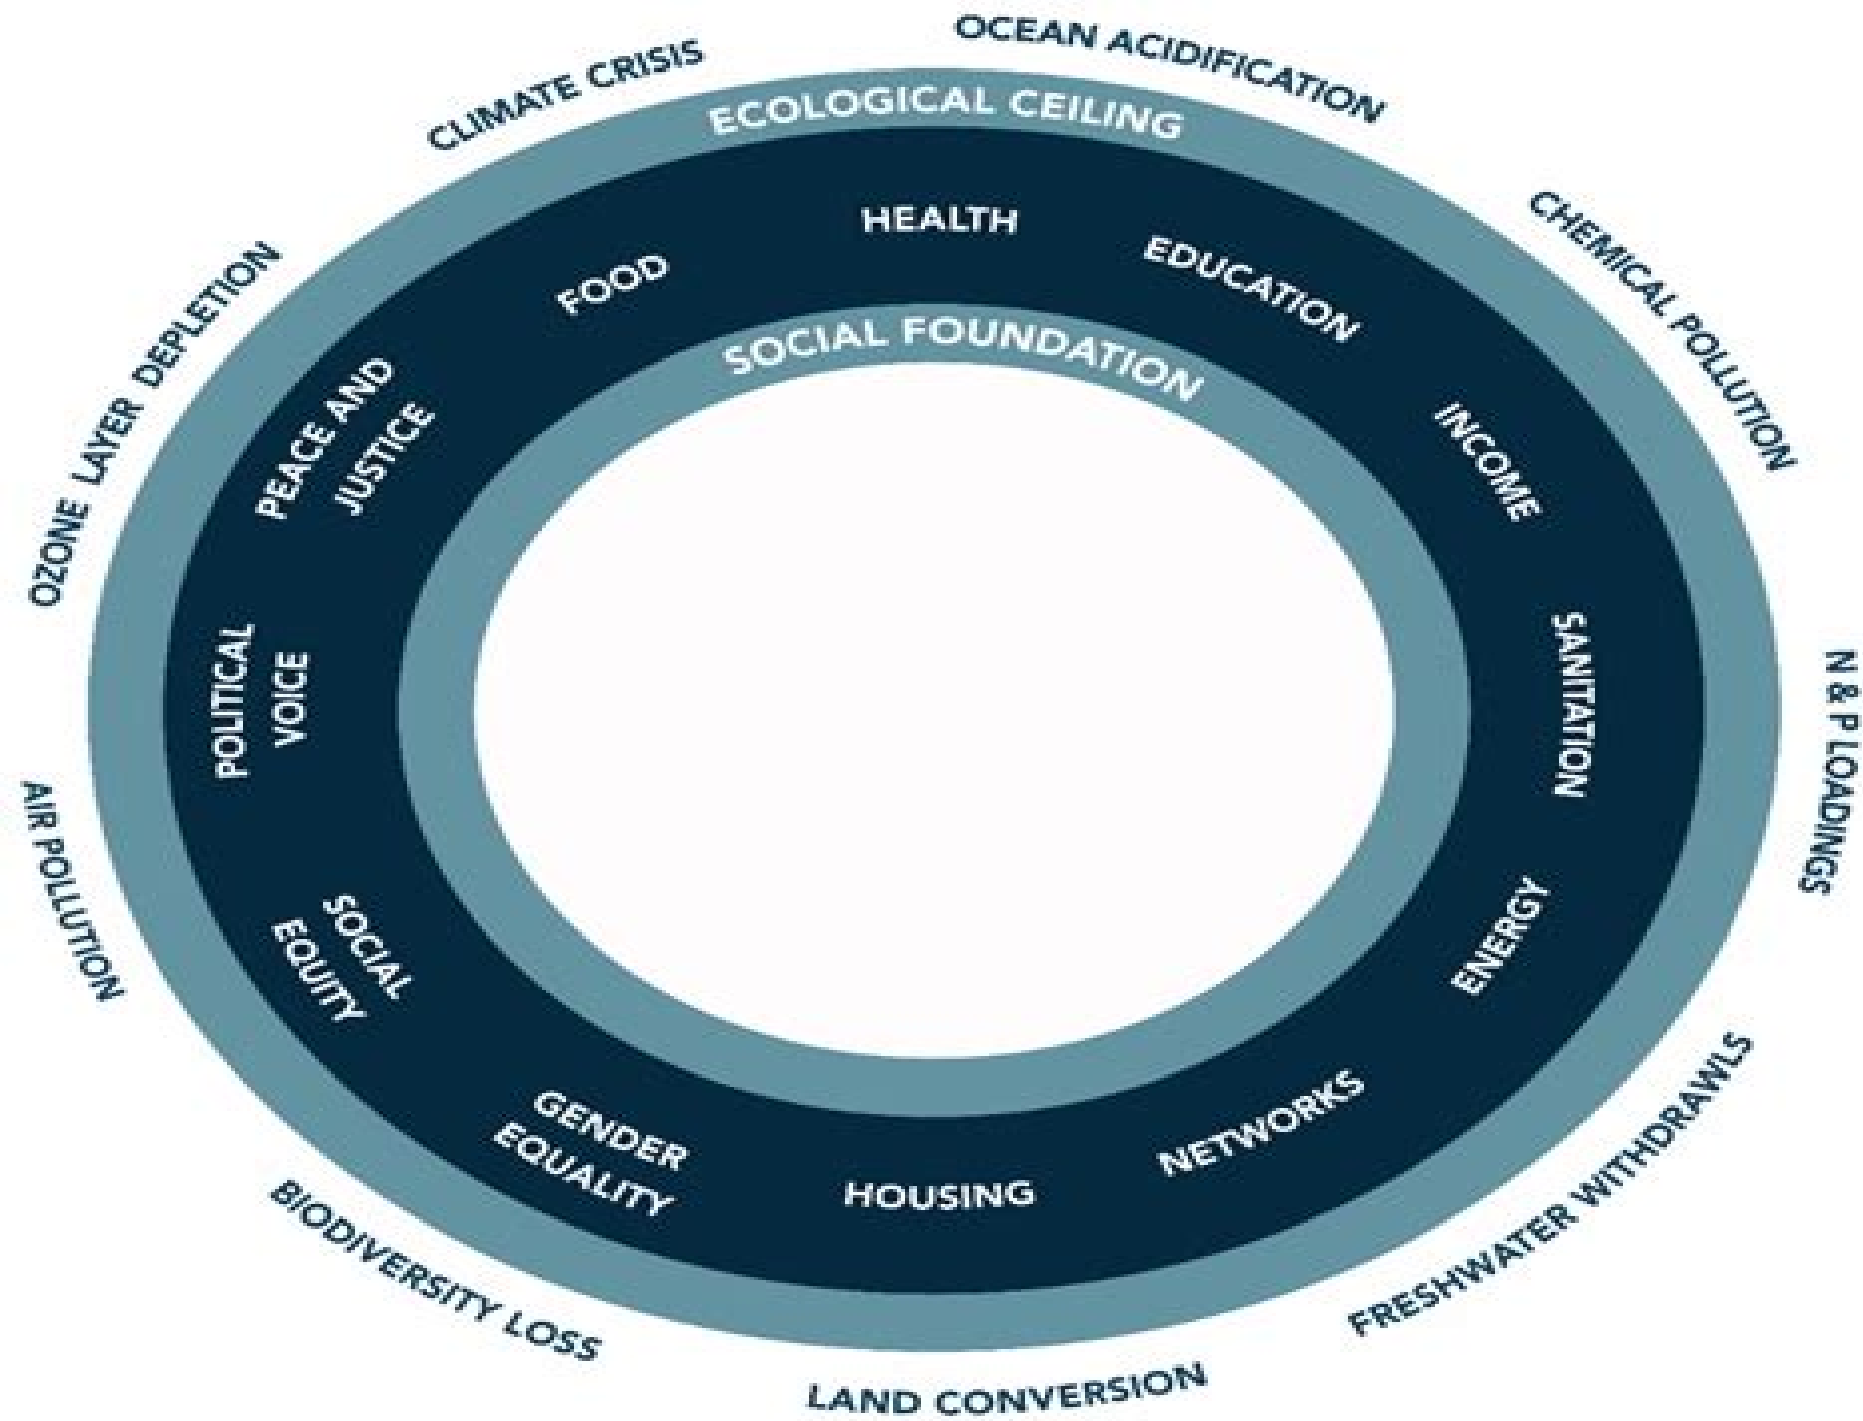 OCEAN ACIDIFICATION
CLIMATE CRISIS
ECOLOGICAL CEILING
CHEMICAL POLLUTION
HEALTH
EDUCATION
FOOD
OZONE LAYER DEPLETION
SOCIAL FOUNDATION
PEACE AND
JUSTICE
INCOME
SANITATION
POLITICAL
VOICE
N & P LOADINGS
AIR POLLUTION
SOCIAL
EQUITY
ENERGY
FRESHWATER WITHDRAWLS
NETWORKS
GENDER
EQUALITY
HOUSING
BIODIVERSITY LOSS
LAND CONVERSION